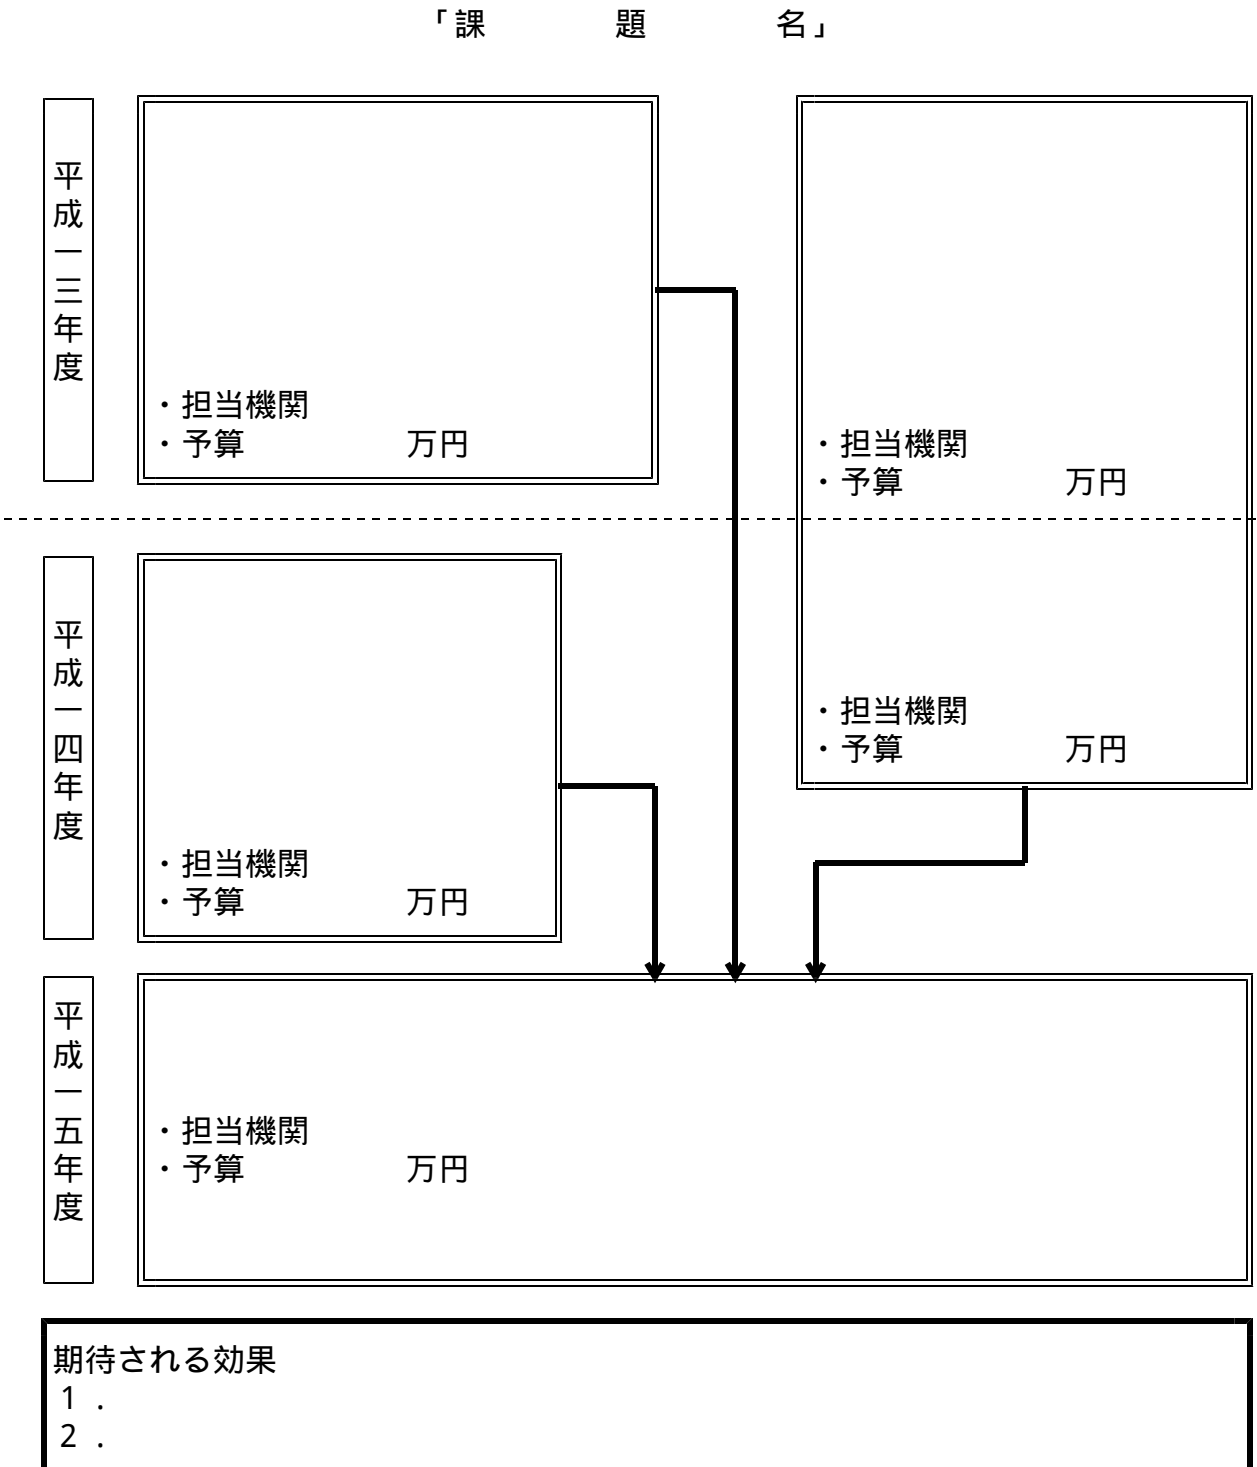 「課　題　名」
平成一三年度
・担当機関
・予算　万円
・担当機関
・予算　万円
平成一四年度
・担当機関
・予算　万円
・担当機関
・予算　万円
平成一五年度
・担当機関
・予算　万円
期待される効果
１．
２．